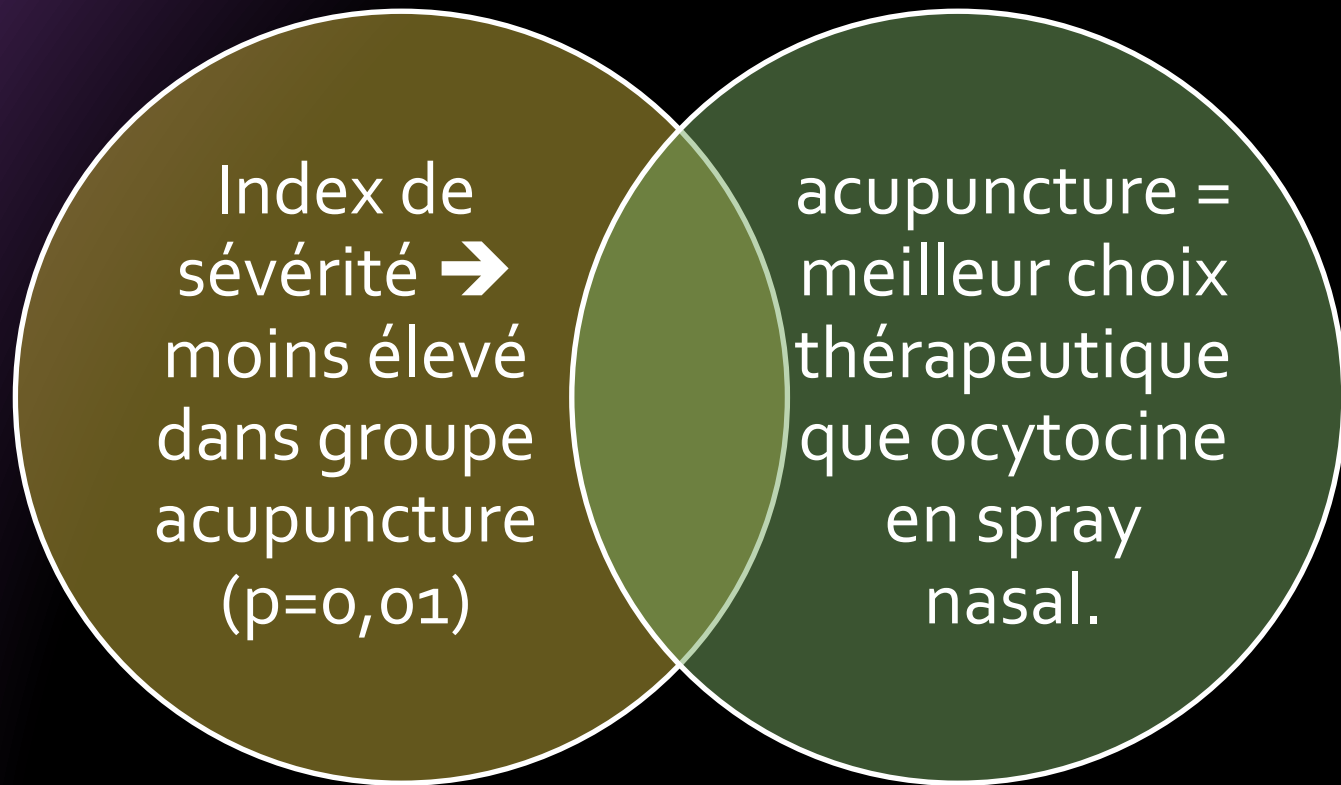 Index de
sévérité ➔
moins élevé
dans groupe
acupuncture
(p=0,01)
acupuncture =
meilleur choix
thérapeutique
que ocytocine
en spray
nasal.